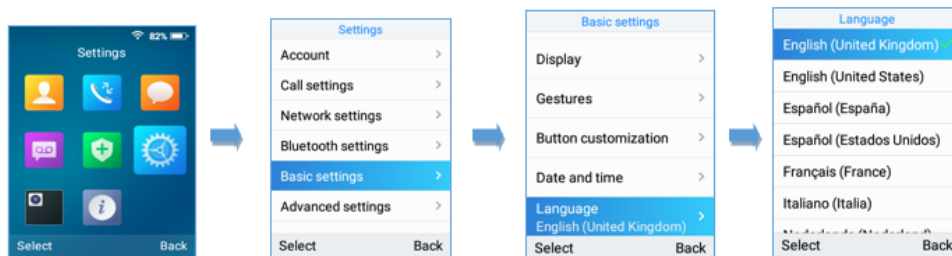 82%
Settings
Select Back
Settings
Account
Call settings
Network settings
Bluetooth settings
Basic settings
Advanced settings
Select Back
Basic settings
Display
Gestures
Button customization
Date and time
Language
English (United Kingdom)
Select Back
Language
English (United Kingdom)
English (United States)
Español (España)
Español (Estados Unidos)
Français (France)
Italiano (Italia)
Select Back